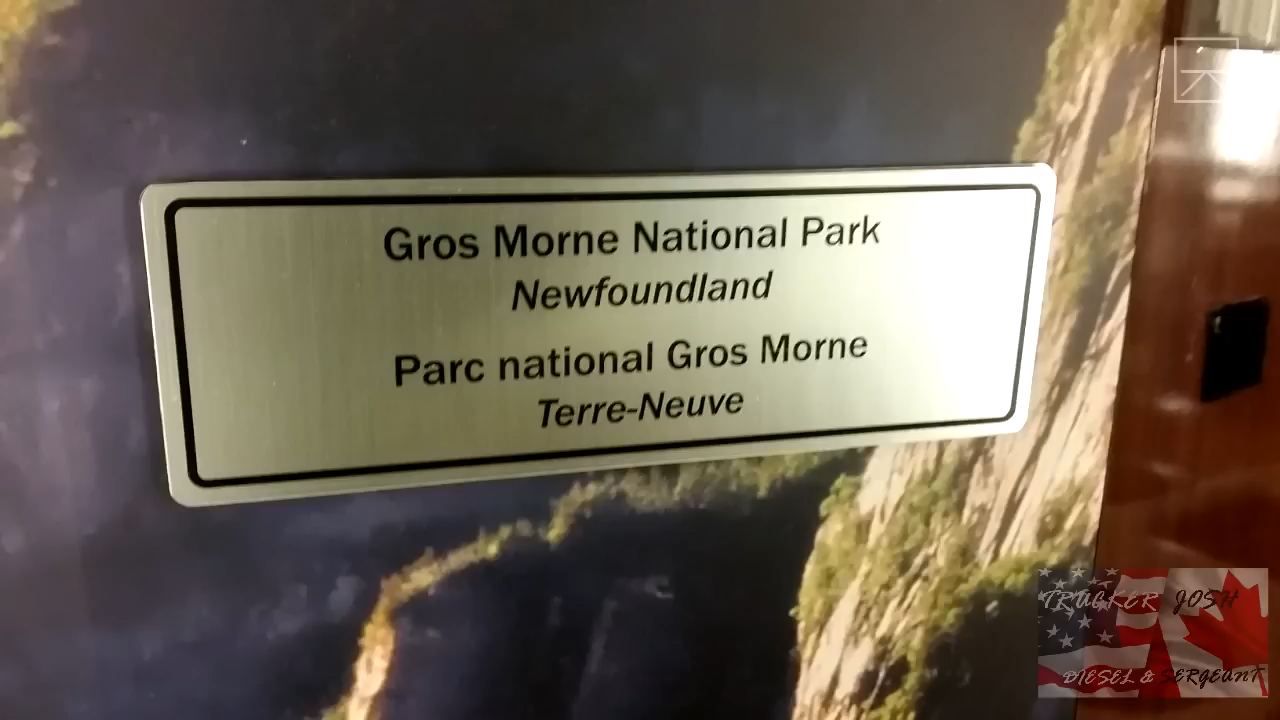 Gros Morne National Park
Newfoundland
Parc national Gros Morne
Terre-Neuve
TRUCKER JOSH
DIESEL & SERGEANT